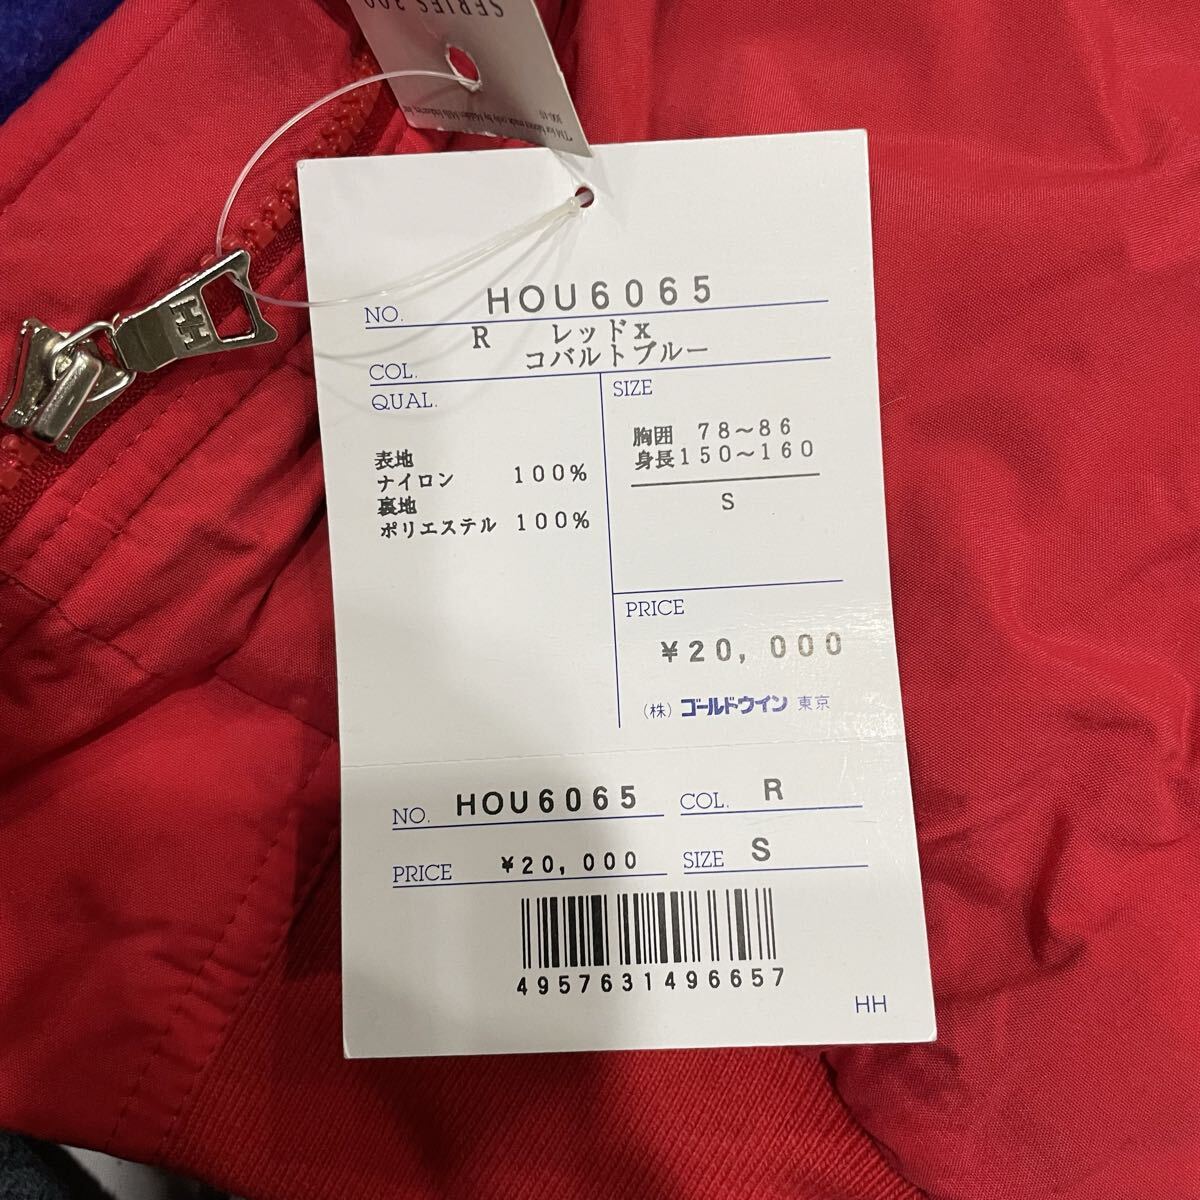 SERIES 200
NO. HOU6065
R レッドx
コバルトブルー
COL.
QUAL.
表地
ナイロン 100%
裏地
ポリエステル 100%
SIZE
胸囲 78~86
身長150~160
S
PRICE
¥20,000
(株) ゴールドウイン 東京
NO. HOU6065 COL. R
PRICE ¥20,000 SIZE S
4957631496657
HH
HH